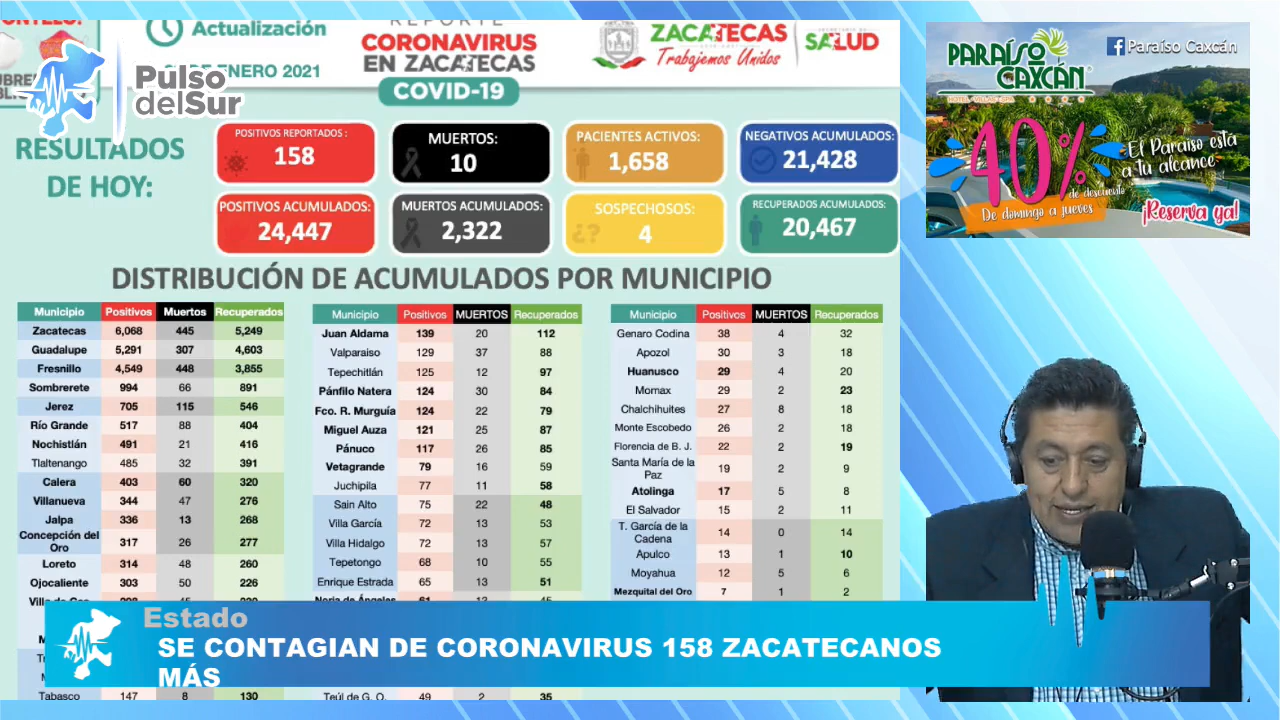 Actualización
ENERO 2021
REPORTE
CORONAVIRUS
EN ZACATECAS
COVID-19
ZACATECAS
Trabajemos Unidos
SALUD
Pulso
delSur
RESULTADOS
DE HOY:
POSITIVOS REPORTADOS :
158
MUERTOS:
10
PACIENTES ACTIVOS:
1,658
NEGATIVOS ACUMULADOS:
21,428
POSITIVOS ACUMULADOS:
24,447
MUERTOS ACUMULADOS:
2,322
SOSPECHOSOS:
4
RECUPERADOS ACUMULADOS:
20,467
DISTRIBUCIÓN DE ACUMULADOS POR MUNICIPIO
Municipio Positivos Muertos Recuperados
Zacatecas 6,068 445 5,249
Guadalupe 5,291 307 4,603
Fresnillo 4,549 448 3,855
Sombrerete 994 66 891
Jerez 705 115 546
Río Grande 517 88 404
Nochistlán 491 21 416
Tlaltenango 485 32 391
Calera 403 60 320
Villanueva 344 47 276
Jalpa 336 13 268
Concepción del
Oro 317 26 277
Loreto 314 48 260
Ojocaliente 303 50 226
Tabasco 147 8 130
Municipio Positivos MUERTOS Recuperados
Juan Aldama 139 20 112
Valparaiso 129 37 88
Tepechitlán 125 12 97
Pánfilo Natera 124 30 84
Fco. R. Murguía 124 22 79
Miguel Auza 121 25 87
Pánuco 117 26 85
Vetagrande 79 16 59
Juchipila 77 11 58
Sain Alto 75 22 48
Villa García 72 13 53
Villa Hidalgo 72 13 57
Tepetongo 68 10 55
Enrique Estrada 65 13 51
Noria de Ángeles 61 13 45
Teúl de G. O. 49 2 35
Municipio Positivos MUERTOS Recuperados
Genaro Codina 38 4 32
Apozol 30 3 18
Huanusco 29 4 20
Momax 29 2 23
Chalchihuites 27 8 18
Monte Escobedo 26 2 18
Florencia de B. J. 22 2 19
Santa María de la
Paz 19 2 9
Atolinga 17 5 8
El Salvador 15 2 11
T. García de la
Cadena 14 0 14
Apulco 13 1 10
Moyahua 12 5 6
Mezquital del Oro 7 1 2
Estado
SE CONTAGIAN DE CORONAVIRUS 158 ZACATECANOS
MÁS
PARAÍSO
CAXCÁN
Paraíso Caxcán
40%
de descuento
De domingo a jueves
El Paraíso está
a tu alcance
¡Reserva ya!